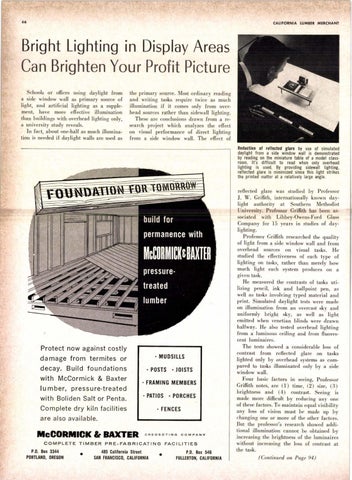 44
CALIFORNIA LUMBER MERCHANT
Bright Lighting in Display Areas
Can Brighten Your Profit Picture
Schools or offices using daylight from
a side window wall as primary source of
light, and artificial lighting as a supple-
ment, have more effective illumination
than buildings with overhead lighting only,
a university study reveals.
In fact, about one-half as much illumina-
tion is needed if daylight walls are used as
the primary source. Most ordinary reading
and writing tasks require twice as much
illumination if it comes only from over-
head sources rather than sidewall lighting.
These are conclusions drawn from a re-
search project which analyzes the effect
on visual performance of direct lighting
from a side window wall. The effect of
Reduction of reflected glare by use of simulated
daylight from a side window wall is demonstrated
by reading on the miniature table of a model class-
room. It's difficult to read when only overhead
lighting is used. By providing sidewall lighting,
reflected glare is minimized since this light strikes
the printed matter at a relatively large angle.
reflected glare was studied by Professor
J. W. Griffith, internationally known day-
light authority at Southern Methodist
University. Professor Griffith has been as-
sociated with Libbey-Owens-Ford Glass
Company for 15 years in studies of day-
lighting.
Professor Griffith researched the quality
of light from a side window wall and from
overhead sources on visual tasks. He
studied the effectiveness of each type of
lighting on tasks, rather than merely how
much light each system produces on a
given task.
He measured the contrasts of tasks uti-
lizing pencil, ink and ballpoint pen, as
well as tasks involving typed material and
print. Simulated daylight tests were made
on illumination from an overcast sky and
uniformly bright sky, as well as light
emitted when venetian blinds were drawn
halfway. He also tested overhead lighting
from a luminous ceiling and from fluores-
cent luminaires.
The tests showed a considerable loss of
contrast from reflected glare on tasks
lighted only by overhead systems as com-
pared to tasks illuminated only by a side
window wall.
Four basic factors in seeing, Professor
Griffith notes, are (1) time, (2) size, (3)
brightness and (4) contrast. Seeing is
made more difficult by reducing any one
of these factors. To maintain equal visibility
any loss of vision must be made up by
changing one or more of the other factors.
But the professor's research showed addi-
tional illumination cannot be obtained by
increasing the brightness of the luminaires
without increasing the loss of contrast at
the task.
(Continued on Page 94)
FOUNDATION FOR TOMORROW
build for
permanence with
McCORMICK & BAXTER
pressure-
treated
lumber
Protect now against costly
damage from termites or
decay. Build foundations
with McCormick & Baxter
lumber, pressure-treated
with Boliden Salt or Penta.
Complete dry kiln facilities
are also available.
· MUDSILLS
· POSTS · JOISTS
· FRAMING MEMBERS
· PATIOS · PORCHES
· FENCES
McCORMICK & BAXTER CREOSOTING COMPANY
COMPLETE TIMBER PRE-FABRICATING FACILITIES
P.O. Box 3344
PORTLAND, OREGON
•
485 California Street
SAN FRANCISCO, CALIFORNIA
•
P.O. Box 546
FULLERTON, CALIFORNIA